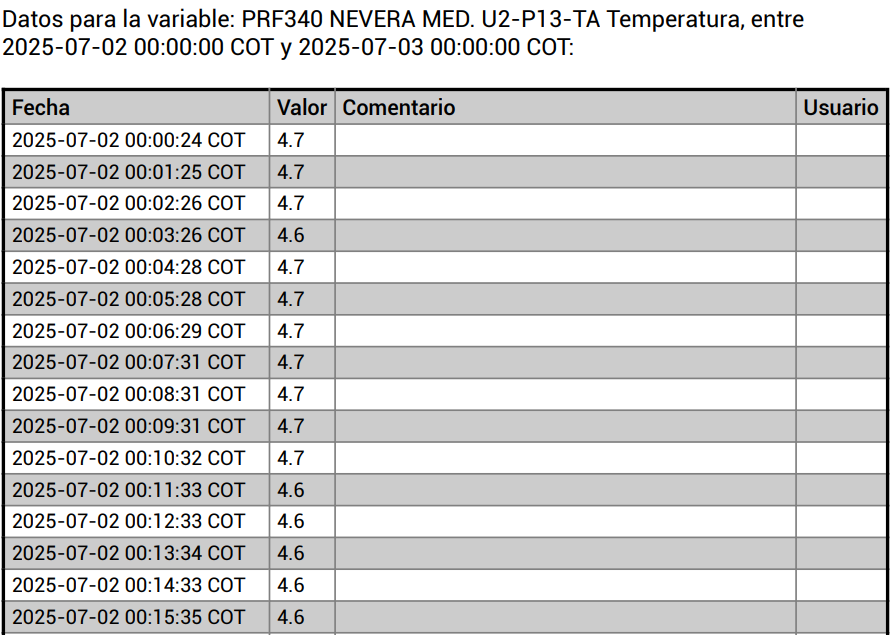 Datos para la variable: PRF340 NEVERA MED. U2-P13-TA Temperatura, entre
2025-07-02 00:00:00 COT y 2025-07-03 00:00:00 COT:
Fecha Valor Comentario Usuario
2025-07-02 00:00:24 COT 4.7
2025-07-02 00:01:25 COT 4.7
2025-07-02 00:02:26 COT 4.7
2025-07-02 00:03:26 COT 4.6
2025-07-02 00:04:28 COT 4.7
2025-07-02 00:05:28 COT 4.7
2025-07-02 00:06:29 COT 4.7
2025-07-02 00:07:31 COT 4.7
2025-07-02 00:08:31 COT 4.7
2025-07-02 00:09:31 COT 4.7
2025-07-02 00:10:32 COT 4.7
2025-07-02 00:11:33 COT 4.6
2025-07-02 00:12:33 COT 4.6
2025-07-02 00:13:34 COT 4.6
2025-07-02 00:14:33 COT 4.6
2025-07-02 00:15:35 COT 4.6